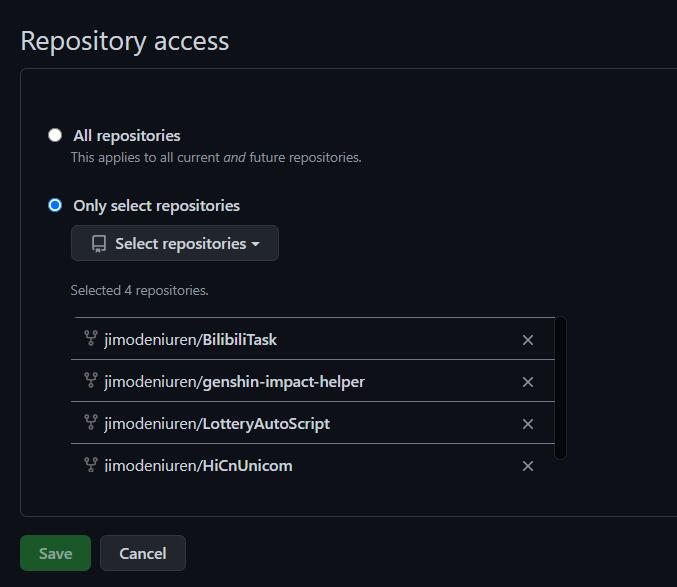 Repository access
All repositories
This applies to all current and future repositories.
Only select repositories
Select repositories
Selected 4 repositories.
jimodeniuren/BilibiliTask
jimodeniuren/genshin-impact-helper
jimodeniuren/LotteryAutoScript
jimodeniuren/HiCnUnicom
Save Cancel